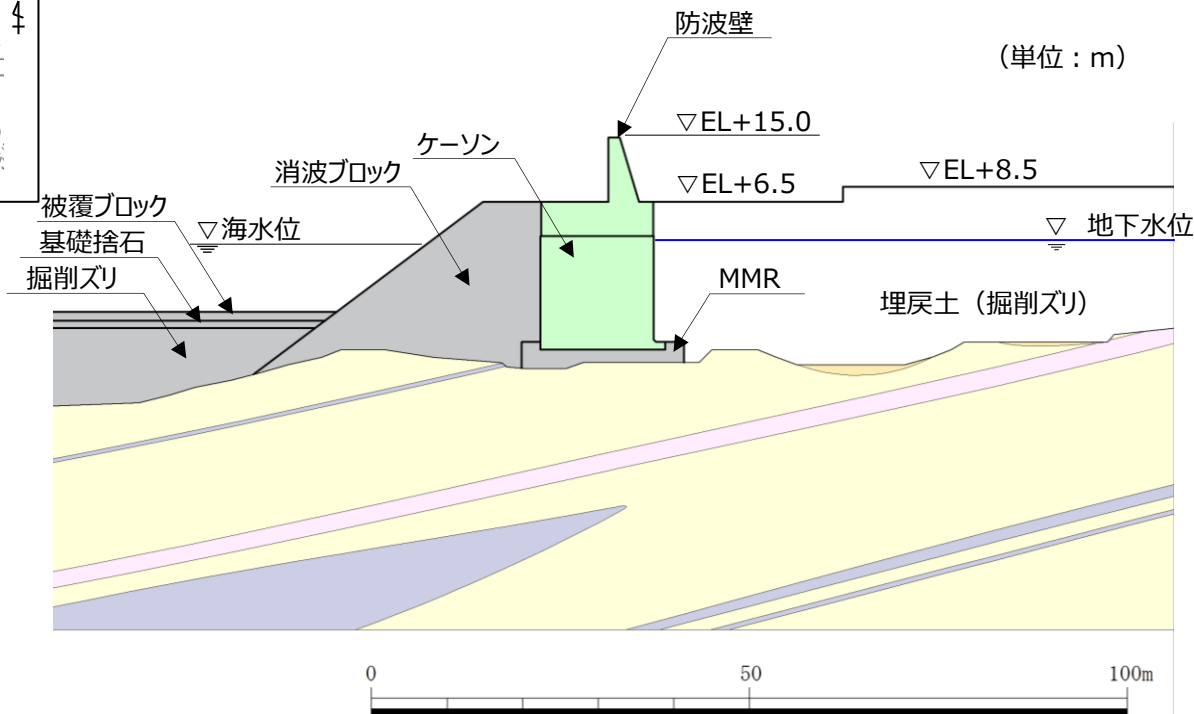 防波壁
（単位：m）
▽EL+15.0
ケーソン
消波ブロック
▽EL+6.5
▽EL+8.5
被覆ブロック
▽海水位
基礎捨石
▽ 地下水位
掘削ズリ
MMR
埋戻土（掘削ズリ）
0 50 100m